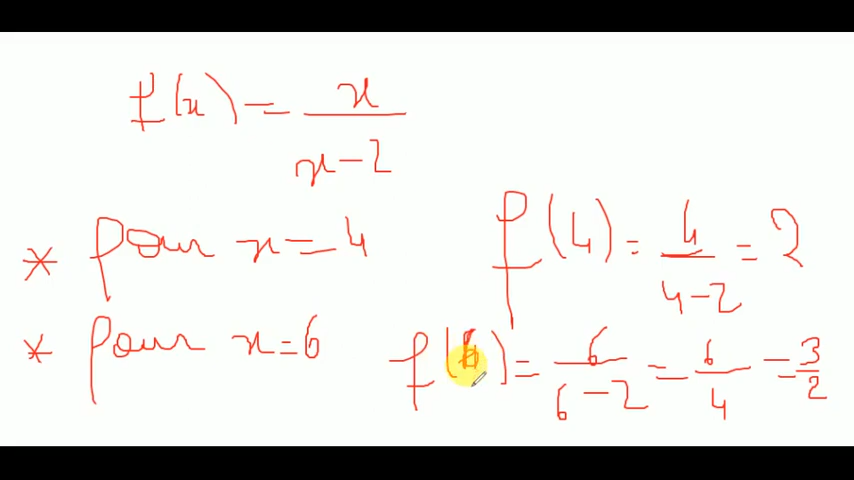 f(x) = x/(x-2)
* pour x = 4 f(4) = 4/(4-2) = 2
* pour x = 6 f(6) = 6/(6-2) = 6/4 = 3/2